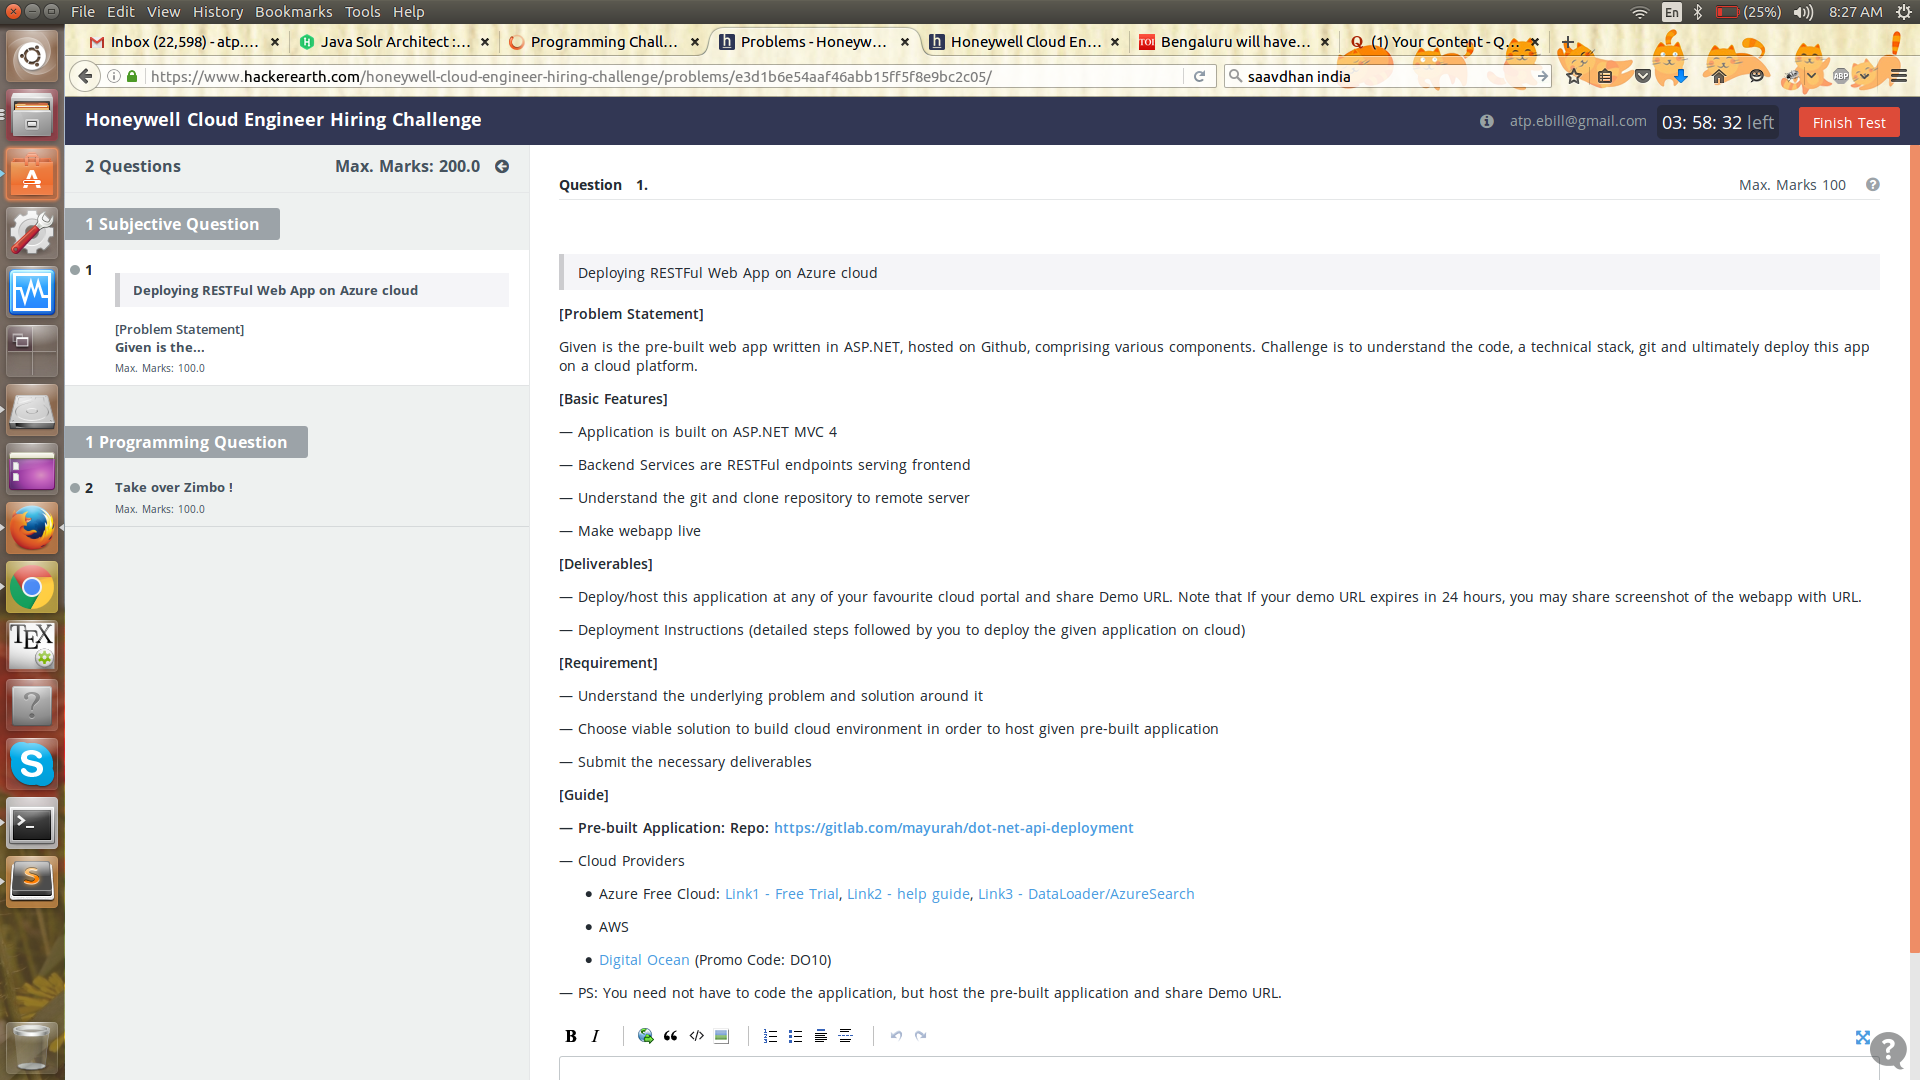 File Edit View History Bookmarks Tools Help
En (25%) 8:27 AM
Inbox (22,598) - atp.... Java Solr Architect :... Programming Chall... Problems - Honeyw... Honeywell Cloud En... TOI Bengaluru will have... Q (1) Your Content - Q...
https://www.hackerearth.com/honeywell-cloud-engineer-hiring-challenge/problems/e3d1b6e54aaf46abb15ff5f8e9bc2c05/
saavdhan india
ABP
Honeywell Cloud Engineer Hiring Challenge
atp.ebill@gmail.com
03: 58: 32 left
Finish Test
2 Questions Max. Marks: 200.0
1 Subjective Question
1
Deploying RESTFul Web App on Azure cloud
[Problem Statement]
Given is the...
Max. Marks: 100.0
1 Programming Question
2 Take over Zimbo !
Max. Marks: 100.0
Question 1.
Max. Marks 100
Deploying RESTFul Web App on Azure cloud
[Problem Statement]
Given is the pre-built web app written in ASP.NET, hosted on Github, comprising various components. Challenge is to understand the code, a technical stack, git and ultimately deploy this app
on a cloud platform.
[Basic Features]
— Application is built on ASP.NET MVC 4
— Backend Services are RESTFul endpoints serving frontend
— Understand the git and clone repository to remote server
— Make webapp live
[Deliverables]
— Deploy/host this application at any of your favourite cloud portal and share Demo URL. Note that If your demo URL expires in 24 hours, you may share screenshot of the webapp with URL.
— Deployment Instructions (detailed steps followed by you to deploy the given application on cloud)
[Requirement]
— Understand the underlying problem and solution around it
— Choose viable solution to build cloud environment in order to host given pre-built application
— Submit the necessary deliverables
[Guide]
— Pre-built Application: Repo: https://gitlab.com/mayurah/dot-net-api-deployment
— Cloud Providers
• Azure Free Cloud: Link1 - Free Trial, Link2 - help guide, Link3 - DataLoader/AzureSearch
• AWS
• Digital Ocean (Promo Code: DO10)
— PS: You need not have to code the application, but host the pre-built application and share Demo URL.
B I
TEX